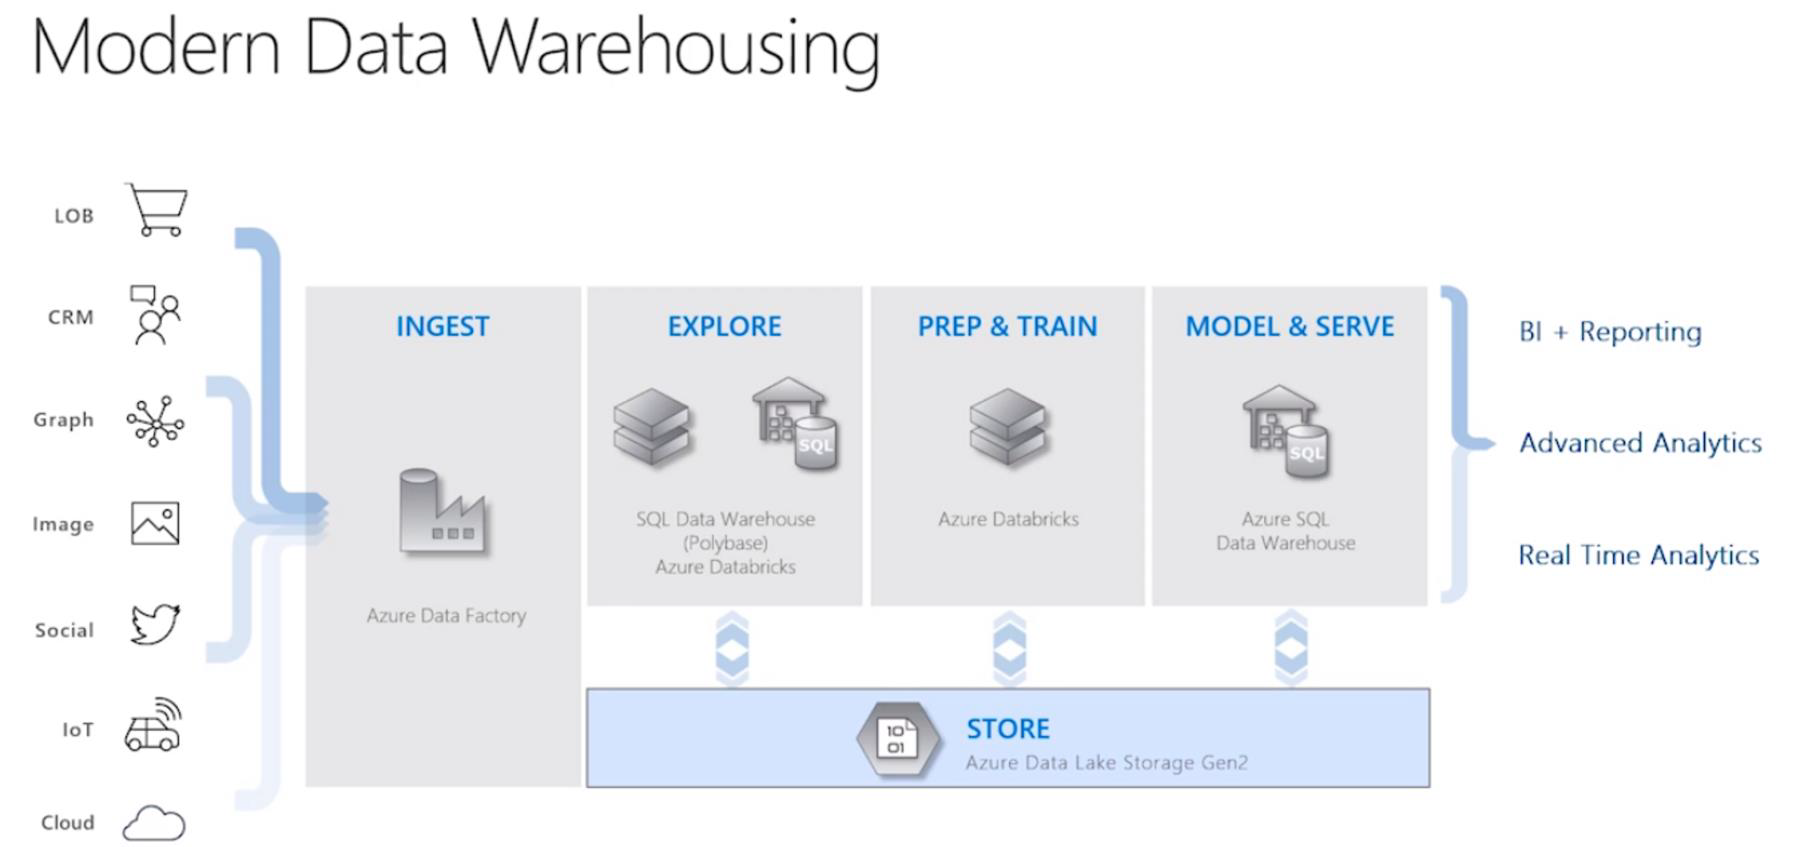 Modern Data Warehousing
LOB
CRM
Graph
Image
Social
IoT
Cloud
INGEST
Azure Data Factory
EXPLORE
SQL
SQL Data Warehouse
(Polybase)
Azure Databricks
PREP & TRAIN
Azure Databricks
MODEL & SERVE
SQL
Azure SQL
Data Warehouse
10
01
STORE
Azure Data Lake Storage Gen2
BI + Reporting
Advanced Analytics
Real Time Analytics